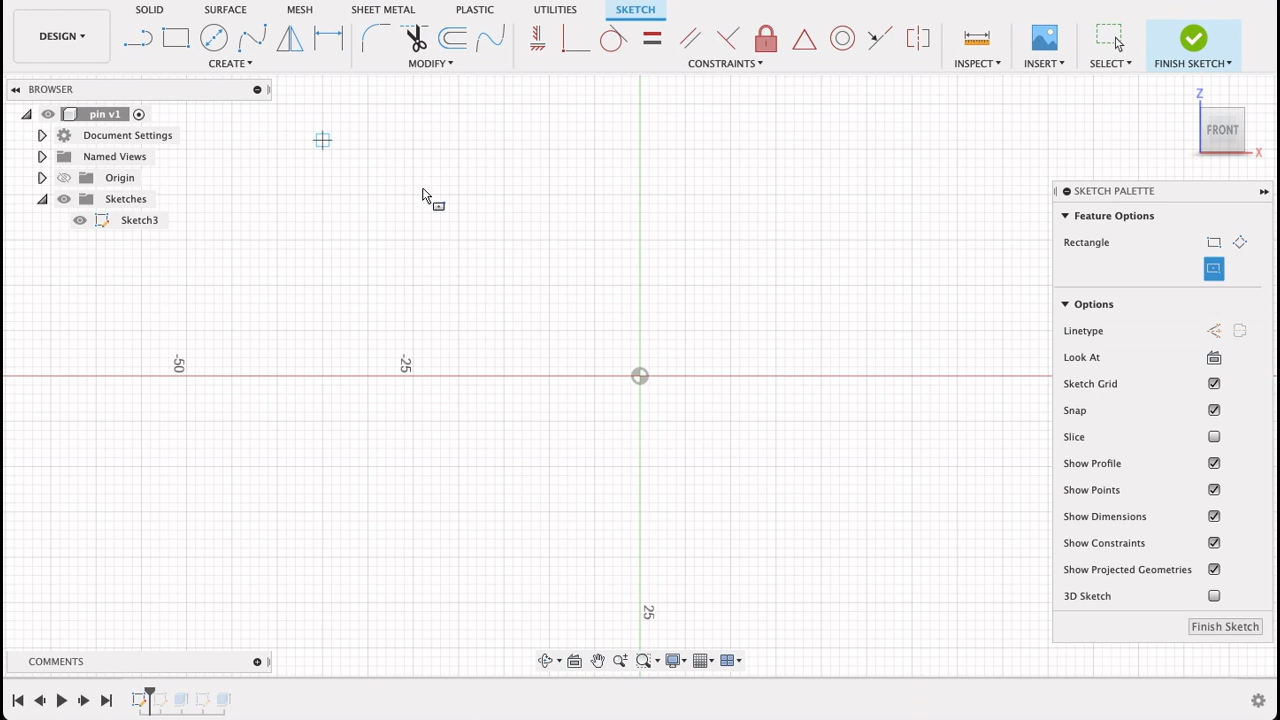 SOLID SURFACE MESH SHEET METAL PLASTIC UTILITIES SKETCH
DESIGN
CREATE MODIFY CONSTRAINTS INSPECT INSERT SELECT FINISH SKETCH
BROWSER
pin v1
Document Settings
Named Views
Origin
Sketches
Sketch3
Z
FRONT
X
SKETCH PALETTE
Feature Options
Rectangle
Options
Linetype
Look At
Sketch Grid
Snap
Slice
Show Profile
Show Points
Show Dimensions
Show Constraints
Show Projected Geometries
3D Sketch
Finish Sketch
-50
-25
25
COMMENTS